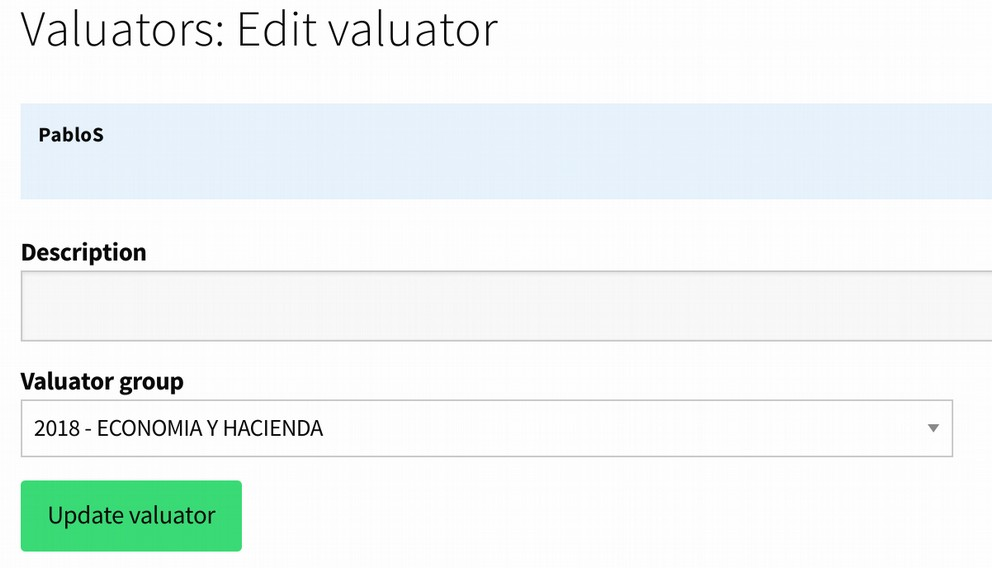 Valuators: Edit valuator
PabloS
Description
Valuator group
2018 - ECONOMIA Y HACIENDA
Update valuator